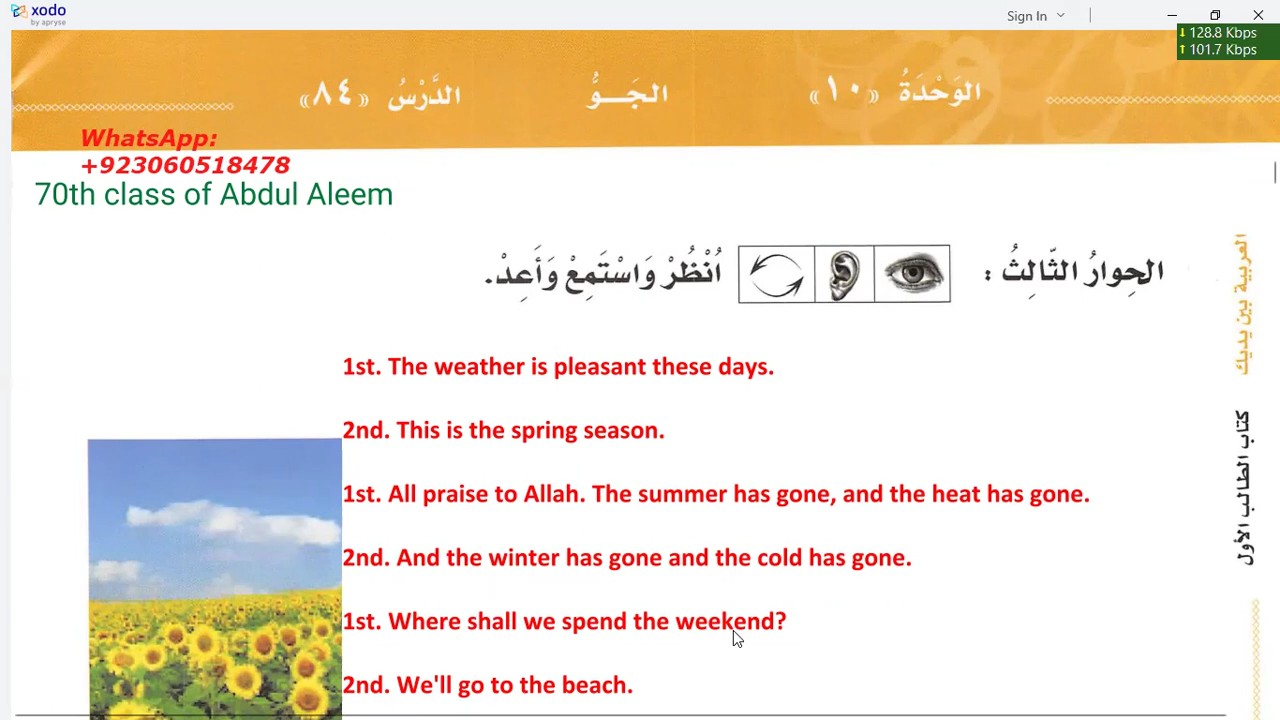 xodo
by apryse
Sign In
↓ 128.8 Kbps
↑ 101.7 Kbps
الوَحْدَةُ «١٠» الجَــوُّ الدَّرْسُ «٨٤»
WhatsApp:
+923060518478
70th class of Abdul Aleem
الحِوارُ الثّالِثُ : اُنْظُرْ وَاسْتَمِعْ وَأَعِدْ.
1st. The weather is pleasant these days.
2nd. This is the spring season.
1st. All praise to Allah. The summer has gone, and the heat has gone.
2nd. And the winter has gone and the cold has gone.
1st. Where shall we spend the weekend?
2nd. We'll go to the beach.
العربية بين يديك
كتاب الطالب الأول